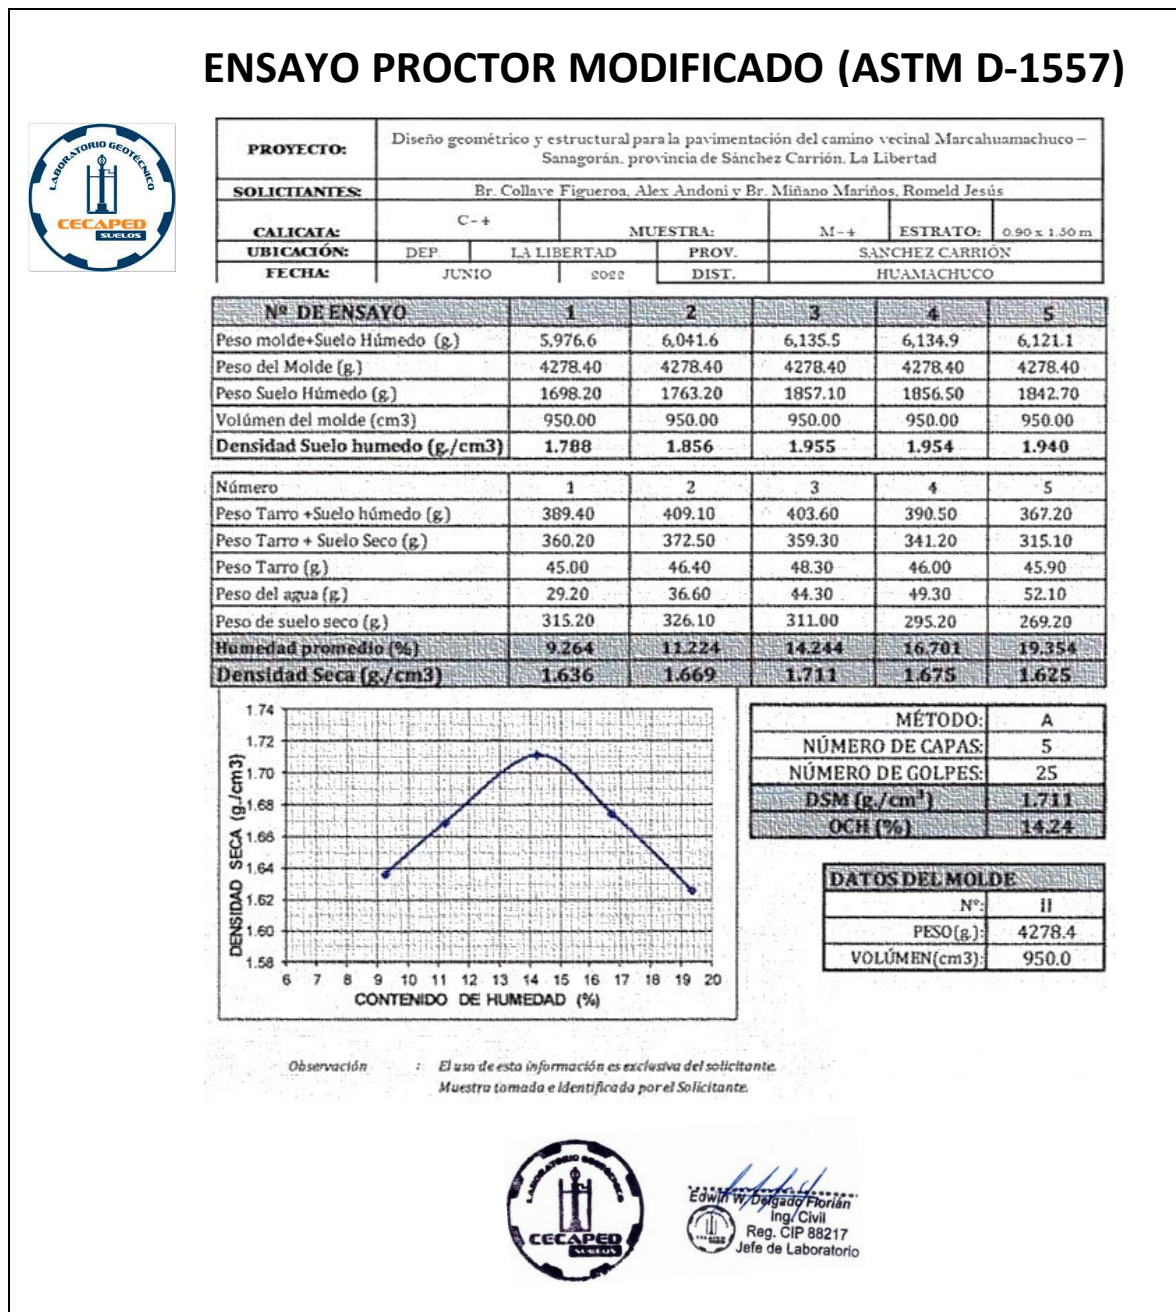 ENSAYO PROCTOR MODIFICADO (ASTM D-1557)
LABORATORIO GEOTÉCNICO
CECAPED
SUELOS
PROYECTO: Diseño geométrico y estructural para la pavimentación del camino vecinal Marcahuamachuco –
Sanagorán, provincia de Sánchez Carrión, La Libertad
SOLICITANTES: Br. Collave Figueroa, Alex Andoni y Br. Miñano Mariños, Romeld Jesús
CALICATA: C-4 MUESTRA: M-4 ESTRATO: 0.90 x 1.50 m
UBICACIÓN: DEP. LA LIBERTAD PROV. SANCHEZ CARRIÓN
FECHA: JUNIO 2022 DIST. HUAMACHUCO
Nº DE ENSAYO 1 2 3 4 5
Peso molde+Suelo Húmedo (g.) 5,976.6 6,041.6 6,135.5 6,134.9 6,121.1
Peso del Molde (g.) 4278.40 4278.40 4278.40 4278.40 4278.40
Peso Suelo Húmedo (g.) 1698.20 1763.20 1857.10 1856.50 1842.70
Volúmen del molde (cm3) 950.00 950.00 950.00 950.00 950.00
Densidad Suelo humedo (g./cm3) 1.788 1.856 1.955 1.954 1.940
Número 1 2 3 4 5
Peso Tarro +Suelo húmedo (g.) 389.40 409.10 403.60 390.50 367.20
Peso Tarro + Suelo Seco (g.) 360.20 372.50 359.30 341.20 315.10
Peso Tarro (g.) 45.00 46.40 48.30 46.00 45.90
Peso del agua (g.) 29.20 36.60 44.30 49.30 52.10
Peso de suelo seco (g.) 315.20 326.10 311.00 295.20 269.20
Humedad promedio (%) 9.264 11.224 14.244 16.701 19.354
Densidad Seca (g./cm3) 1.636 1.669 1.711 1.675 1.625
DENSIDAD SECA (g./cm3)
1.74
1.72
1.70
1.68
1.66
1.64
1.62
1.60
1.58
6 7 8 9 10 11 12 13 14 15 16 17 18 19 20
CONTENIDO DE HUMEDAD (%)
MÉTODO: A
NÚMERO DE CAPAS: 5
NÚMERO DE GOLPES: 25
DSM (g./cm³) 1.711
OCH (%) 14.24
DATOS DEL MOLDE
Nº: II
PESO(g.): 4278.4
VOLÚMEN(cm3): 950.0
Observación : El uso de esta información es exclusiva del solicitante.
Muestra tomada e identificada por el Solicitante.
LABORATORIO GEOTÉCNICO
CECAPED
SUELOS
Edwin W. Delgado Florián
Ing. Civil
Reg. CIP 88217
Jefe de Laboratorio